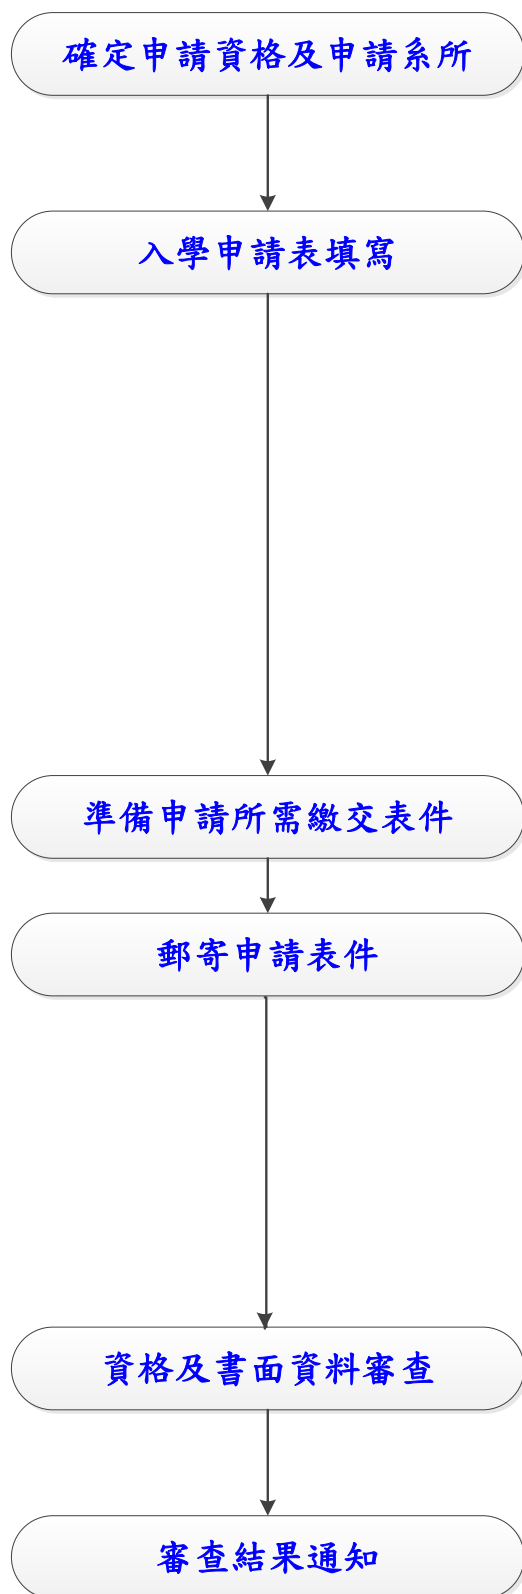 確定申請資格及申請系所
入學申請表填寫
準備申請所需繳交表件
郵寄申請表件
資格及書面資料審查
審查結果通知